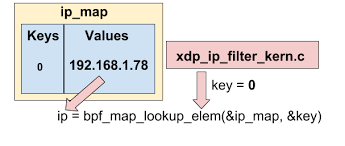 ip_map
Keys Values
0 192.168.1.78
xdp_ip_filter_kern.c
key = 0
ip = bpf_map_lookup_elem(&ip_map, &key)